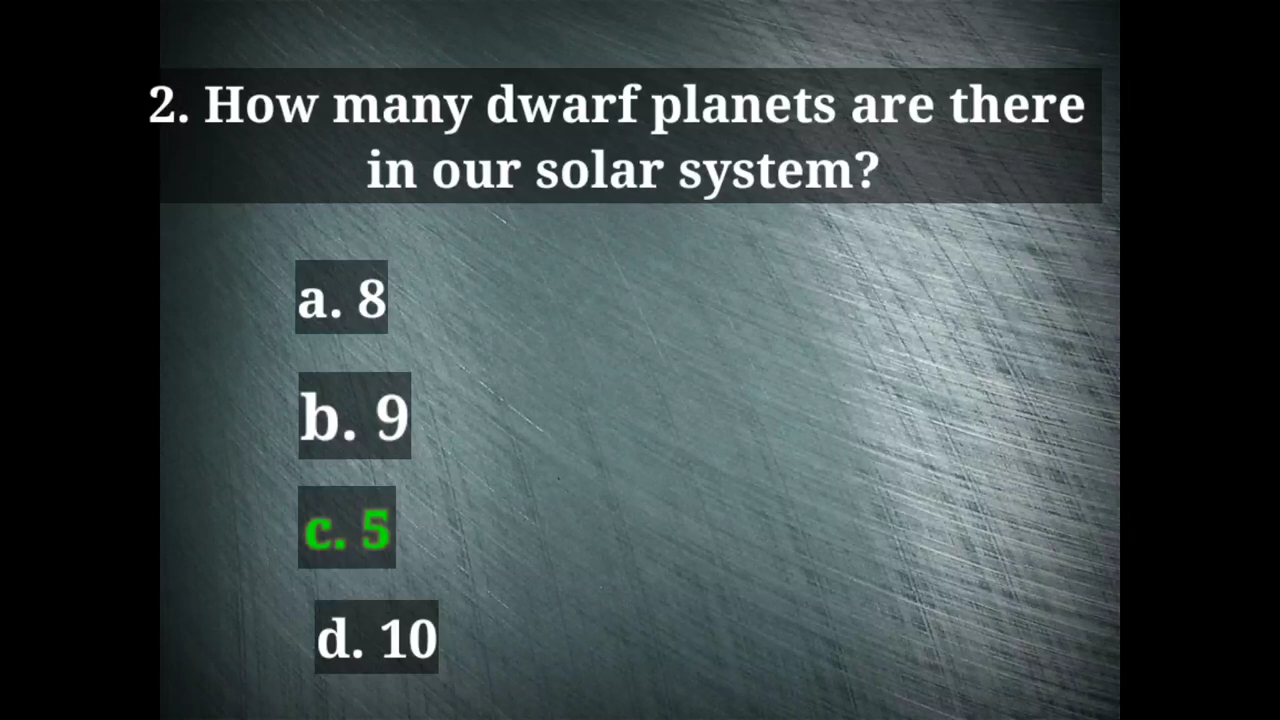 2. How many dwarf planets are there
in our solar system?
a. 8
b. 9
c. 5
d. 10